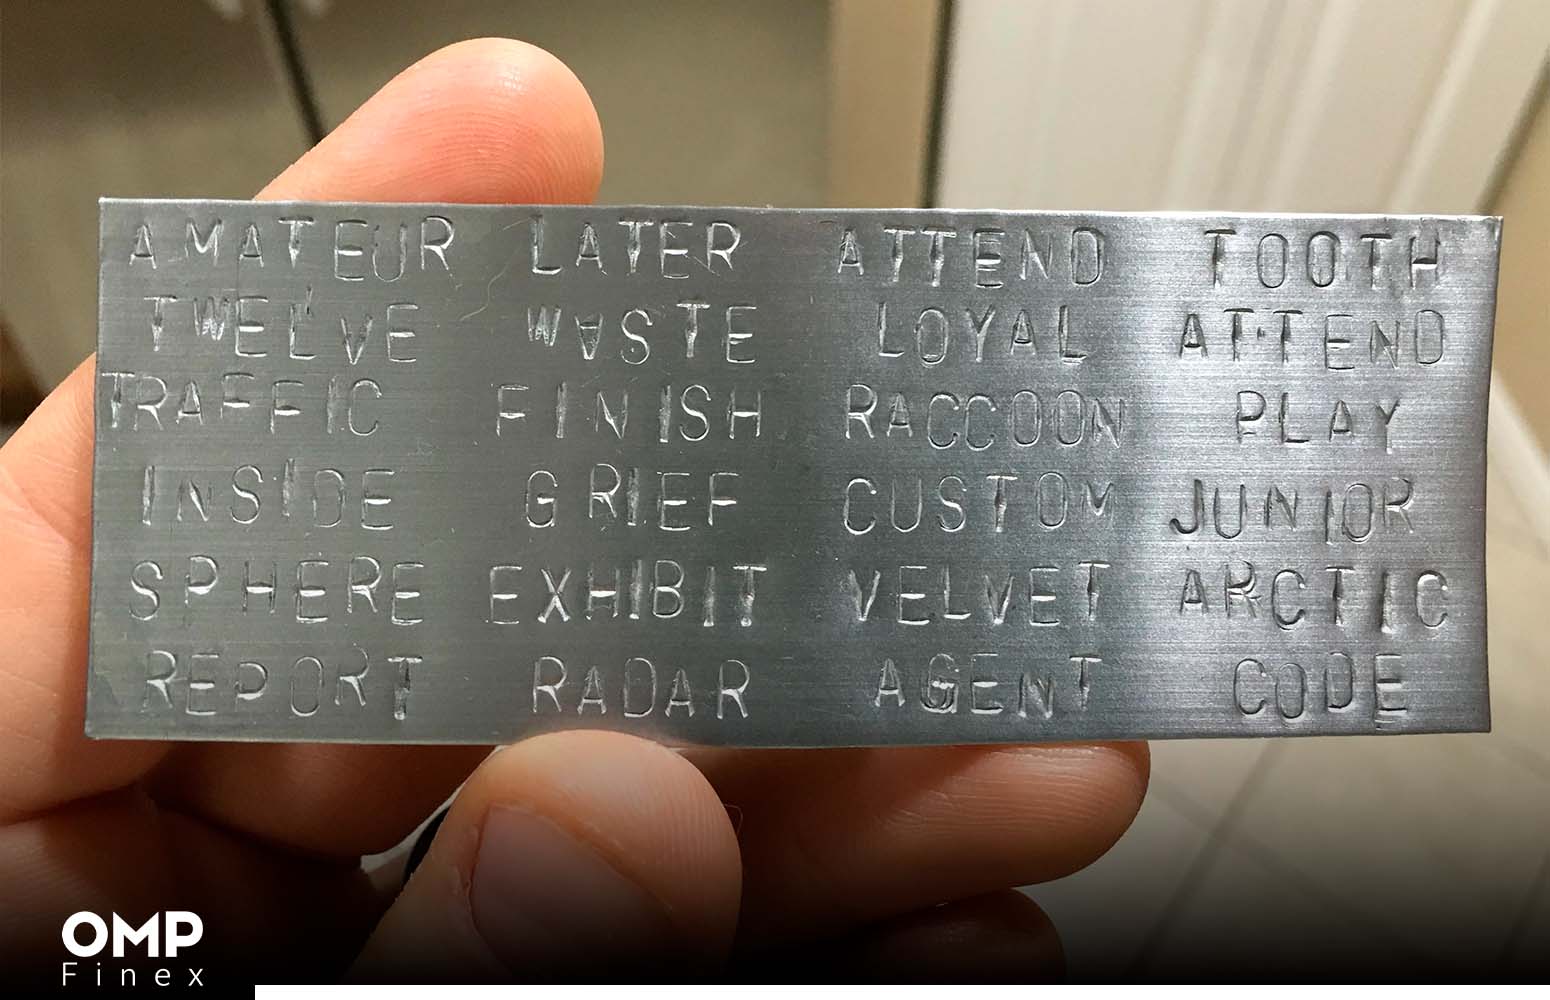 AMATEUR LATER ATTEND TOOTH
TWELVE WASTE LOYAL ATTEND
TRAFFIC FINISH RACCOON PLAY
INSIDE GRIEF CUSTOM JUNIOR
SPHERE EXHIBIT VELVET ARCTIC
REPORT RADAR AGENT CODE
OMP
Finex